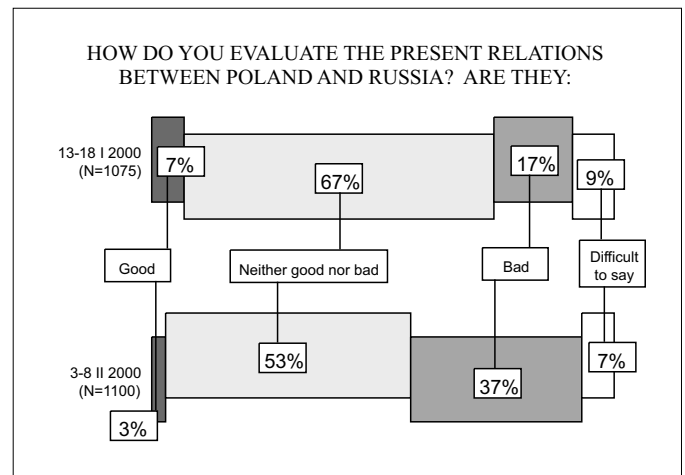 HOW DO YOU EVALUATE THE PRESENT RELATIONS
BETWEEN POLAND AND RUSSIA? ARE THEY:
13-18 I 2000
(N=1075)
7%
67%
17%
9%
Good
Neither good nor bad
Bad
Difficult
to say
3-8 II 2000
(N=1100)
3%
53%
37%
7%